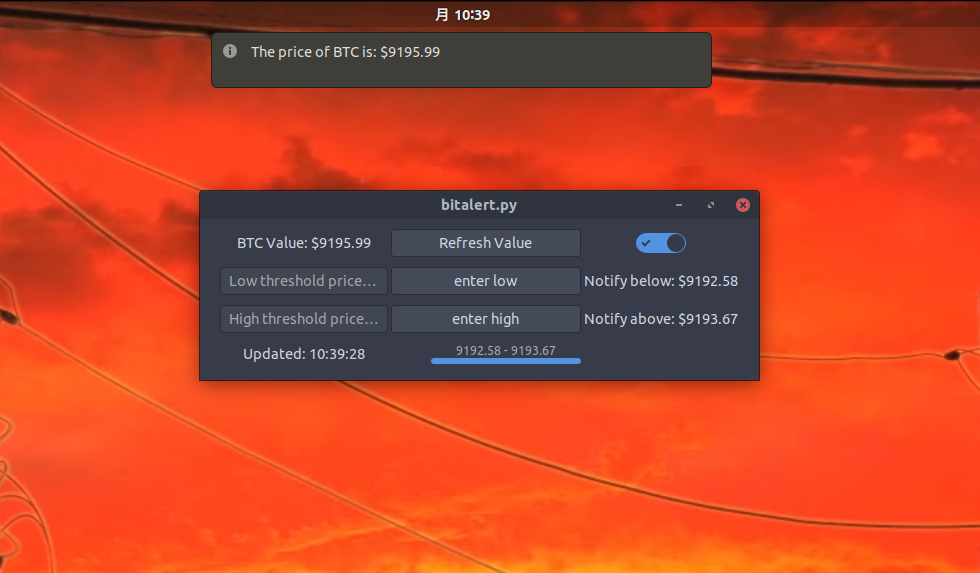 月 10:39
The price of BTC is: $9195.99
bitalert.py
BTC Value: $9195.99 Refresh Value
Low threshold price... enter low Notify below: $9192.58
High threshold price... enter high Notify above: $9193.67
Updated: 10:39:28 9192.58 - 9193.67